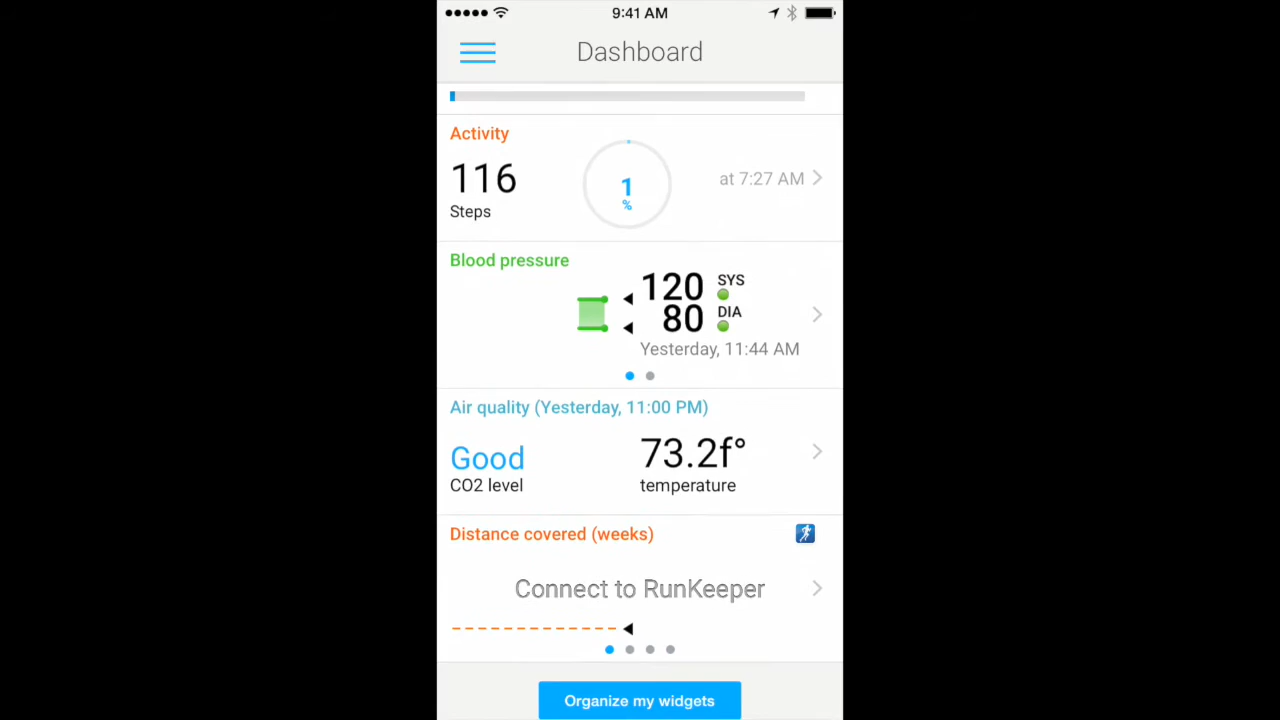 9:41 AM
Dashboard
Activity
116
Steps
1
%
at 7:27 AM
Blood pressure
120 SYS
80 DIA
Yesterday, 11:44 AM
Air quality (Yesterday, 11:00 PM)
Good
CO2 level
73.2f°
temperature
Distance covered (weeks)
Connect to RunKeeper
Organize my widgets